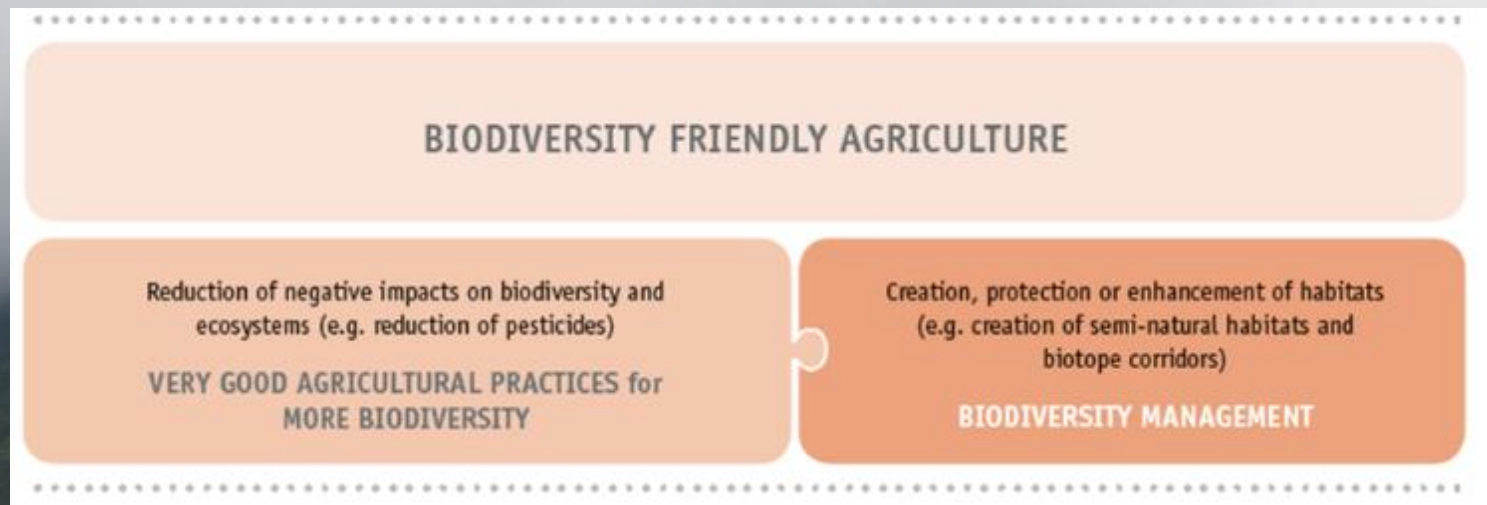 BIODIVERSITY FRIENDLY AGRICULTURE
Reduction of negative impacts on biodiversity and
ecosystems (e.g. reduction of pesticides)
VERY GOOD AGRICULTURAL PRACTICES for
MORE BIODIVERSITY
Creation, protection or enhancement of habitats
(e.g. creation of semi-natural habitats and
biotope corridors)
BIODIVERSITY MANAGEMENT